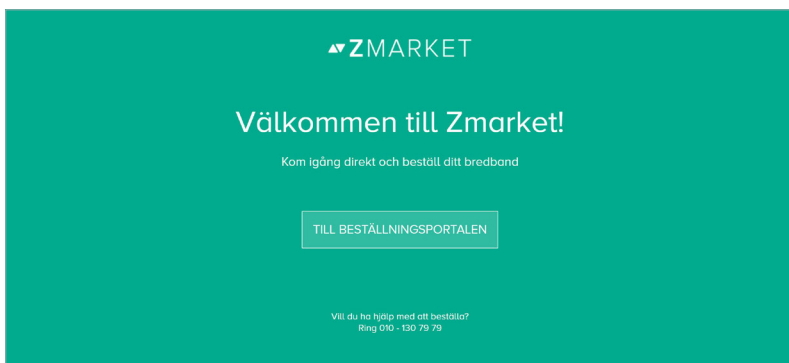 ZMARKET
Välkommen till Zmarket!
Kom igång direkt och beställ ditt bredband
TILL BESTÄLLNINGSPORTALEN
Vill du ha hjälp med att beställa?
Ring 010 - 130 79 79